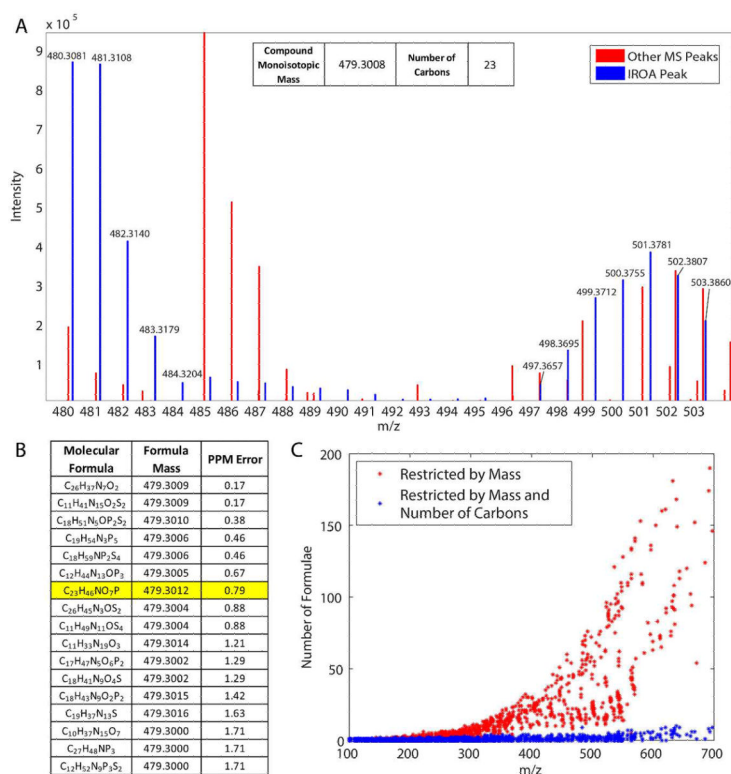 A
x 10⁵
9
8
7
6
5
4
3
2
1
Intensity
480.3081
481.3108
482.3140
483.3179
484.3204
Compound Monoisotopic Mass 479.3008 Number of Carbons 23
Other MS Peaks
IROA Peak
497.3657
498.3695
499.3712
500.3755
501.3781
502.3807
503.3860
480 481 482 483 484 485 486 487 488 489 490 491 492 493 494 495 496 497 498 499 500 501 502 503
m/z
B
Molecular Formula Formula Mass PPM Error
C₂₆H₃₇N₇O₂ 479.3009 0.17
C₁₁H₄₁N₁₅O₂S₂ 479.3009 0.17
C₁₈H₅₁N₅OP₂S₂ 479.3010 0.38
C₁₉H₅₄N₃P₅ 479.3006 0.46
C₁₈H₅₉NP₂S₄ 479.3006 0.46
C₁₂H₄₄N₁₃OP₃ 479.3005 0.67
C₂₃H₄₆NO₇P 479.3012 0.79
C₂₆H₄₅N₃OS₂ 479.3004 0.88
C₁₁H₄₉N₁₁OS₄ 479.3004 0.88
C₁₁H₃₃N₁₉O₃ 479.3014 1.21
C₁₇H₄₇N₅O₆P₂ 479.3002 1.29
C₁₈H₄₁N₉O₄S 479.3002 1.29
C₁₈H₄₃N₉O₂P₂ 479.3015 1.42
C₁₉H₃₇N₁₃S 479.3016 1.63
C₁₀H₃₇N₁₅O₇ 479.3000 1.71
C₂₇H₄₈NP₃ 479.3000 1.71
C₁₂H₅₂N₉P₃S₂ 479.3000 1.71
C
Restricted by Mass
Restricted by Mass and
Number of Carbons
200
150
100
50
0
Number of Formulae
100 200 300 400 500 600 700
m/z